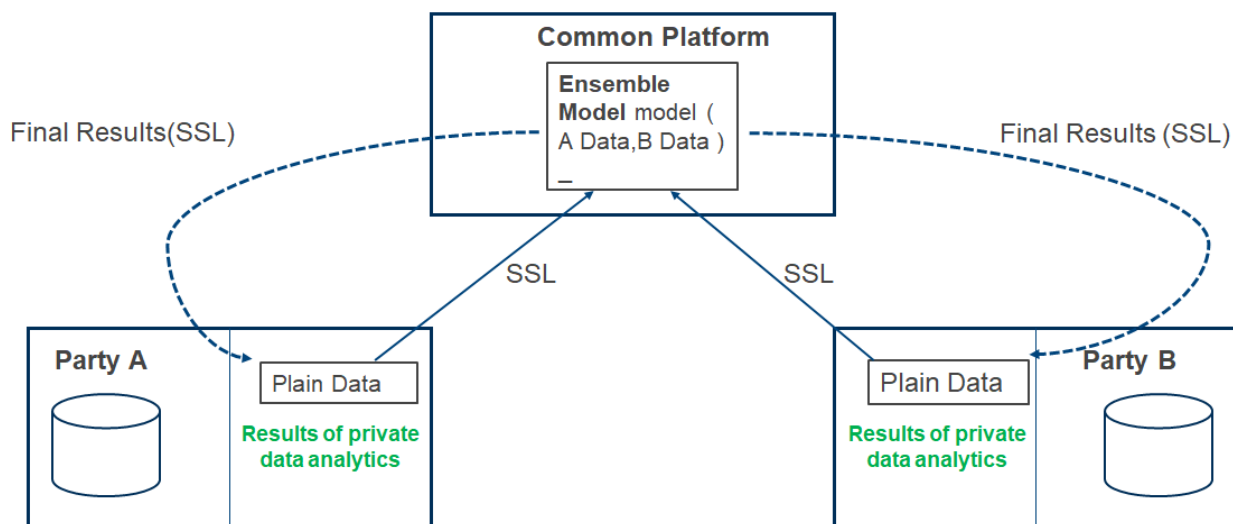 Common Platform
Ensemble
Model model (
A Data,B Data )
_
Final Results(SSL)
Final Results (SSL)
SSL
SSL
Party A
Plain Data
Results of private
data analytics
Plain Data
Results of private
data analytics
Party B